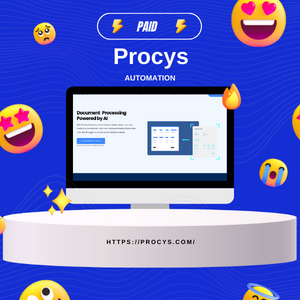 PAID
Procys
AUTOMATION
Document Processing
Powered by AI
HTTPS://PROCYS.COM/